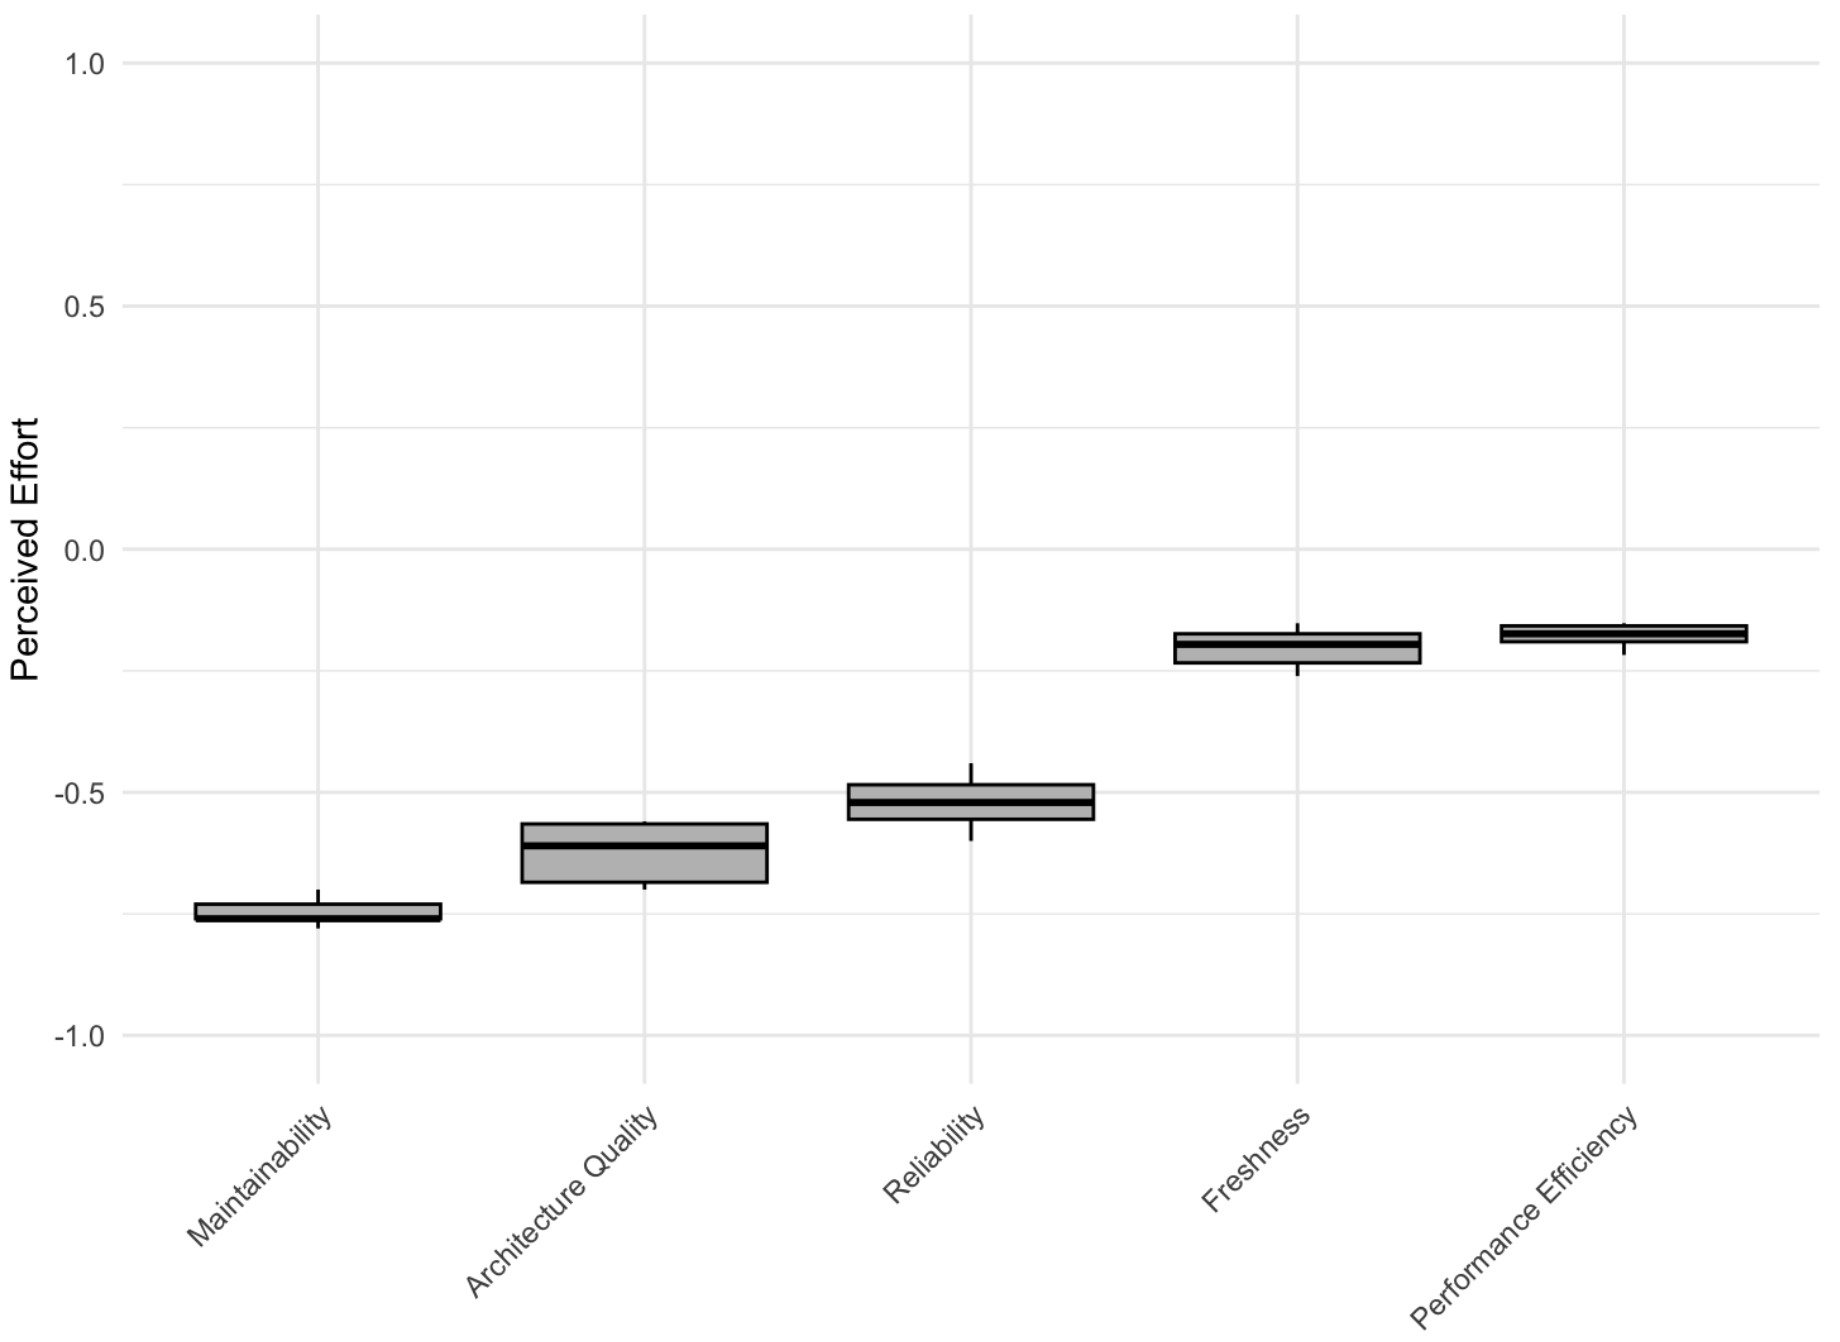 Perceived Effort
1.0
0.5
0.0
-0.5
-1.0
Maintainability
Architecture Quality
Reliability
Freshness
Performance Efficiency